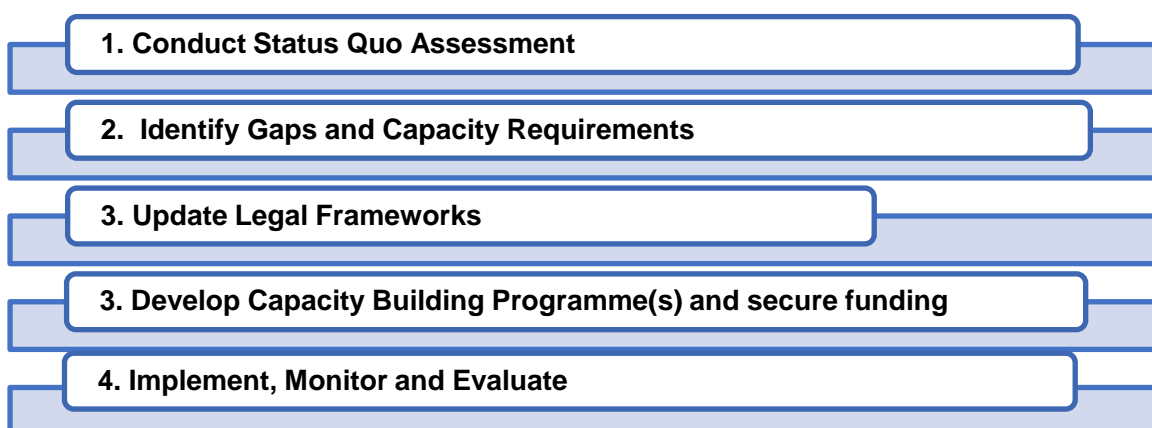 1. Conduct Status Quo Assessment
2. Identify Gaps and Capacity Requirements
3. Update Legal Frameworks
3. Develop Capacity Building Programme(s) and secure funding
4. Implement, Monitor and Evaluate